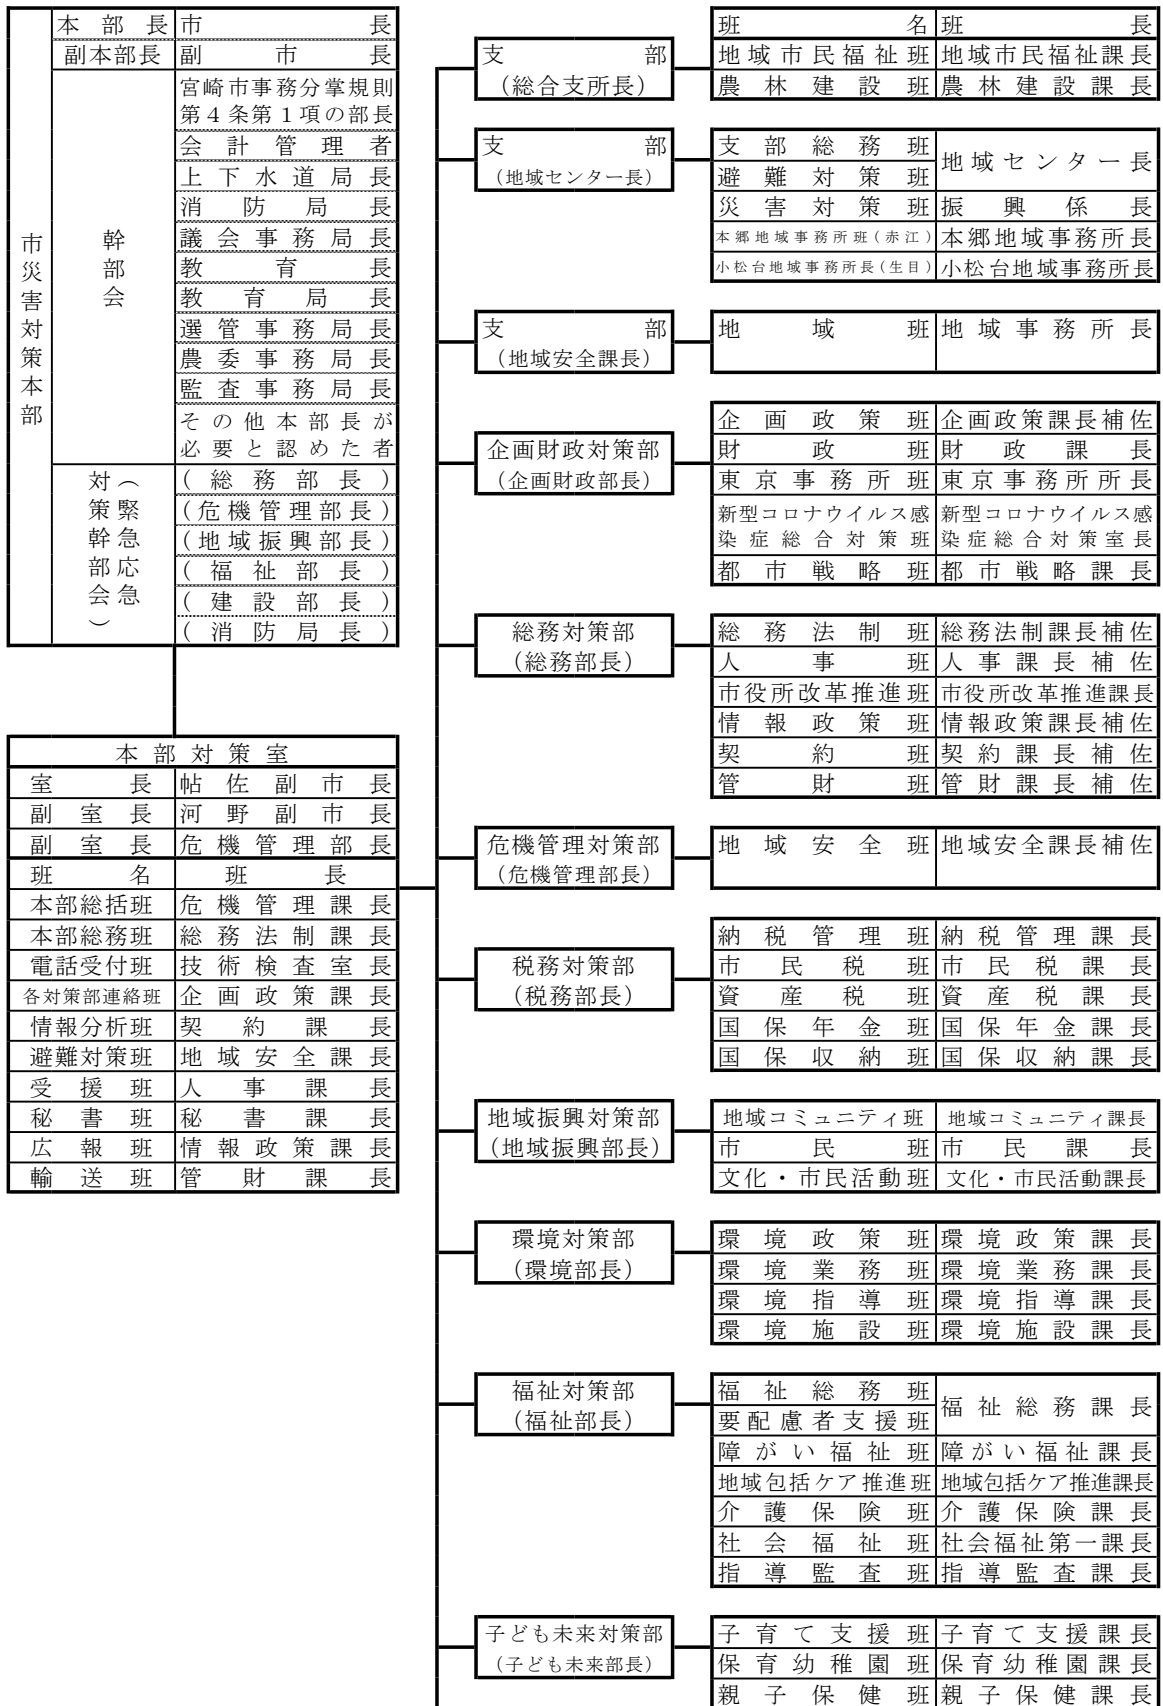 本部長 市長
副本部長 副市長
市災害対策本部
幹部会
宮崎市事務分掌規則
第4条第1項の部長
会計管理者
上下水道局長
消防局長
議会事務局長
教育長
教育局長
選管事務局長
農委事務局長
監査事務局長
その他本部長が
必要と認めた者
(緊急応急
対策幹部会)
(総務部長)
(危機管理部長)
(地域振興部長)
(福祉部長)
(建設部長)
(消防局長)
本部対策室
室長 帖佐副市長
副室長 河野副市長
副室長 危機管理部長
班名 班長
本部総括班 危機管理課長
本部総務班 総務法制課長
電話受付班 技術検査室長
各対策部連絡班 企画政策課長
情報分析班 契約課長
避難対策班 地域安全課長
受援班 人事課長
秘書班 秘書課長
広報班 情報政策課長
輸送班 管財課長
支部
(総合支所長)
班名 班長
地域市民福祉班 地域市民福祉課長
農林建設班 農林建設課長
支部
(地域センター長)
支部総務班 地域センター長
避難対策班
災害対策班 振興係長
本郷地域事務所班(赤江) 本郷地域事務所長
小松台地域事務所長(生目) 小松台地域事務所長
支部
(地域安全課長)
地域班 地域事務所長
企画財政対策部
(企画財政部長)
企画政策班 企画政策課長補佐
財政班 財政課長
東京事務所班 東京事務所所長
新型コロナウイルス感 新型コロナウイルス感
染症総合対策班 染症総合対策室長
都市戦略班 都市戦略課長
総務対策部
(総務部長)
総務法制班 総務法制課長補佐
人事班 人事課長補佐
市役所改革推進班 市役所改革推進課長
情報政策班 情報政策課長補佐
契約班 契約課長補佐
管財班 管財課長補佐
危機管理対策部
(危機管理部長)
地域安全班 地域安全課長補佐
税務対策部
(税務部長)
納税管理班 納税管理課長
市民税班 市民税課長
資産税班 資産税課長
国保年金班 国保年金課長
国保収納班 国保収納課長
地域振興対策部
(地域振興部長)
地域コミュニティ班 地域コミュニティ課長
市民班 市民課長
文化・市民活動班 文化・市民活動課長
環境対策部
(環境部長)
環境政策班 環境政策課長
環境業務班 環境業務課長
環境指導班 環境指導課長
環境施設班 環境施設課長
福祉対策部
(福祉部長)
福祉総務班 福祉総務課長
要配慮者支援班
障がい福祉班 障がい福祉課長
地域包括ケア推進班 地域包括ケア推進課長
介護保険班 介護保険課長
社会福祉班 社会福祉第一課長
指導監査班 指導監査課長
子ども未来対策部
(子ども未来部長)
子育て支援班 子育て支援課長
保育幼稚園班 保育幼稚園課長
親子保健班 親子保健課長